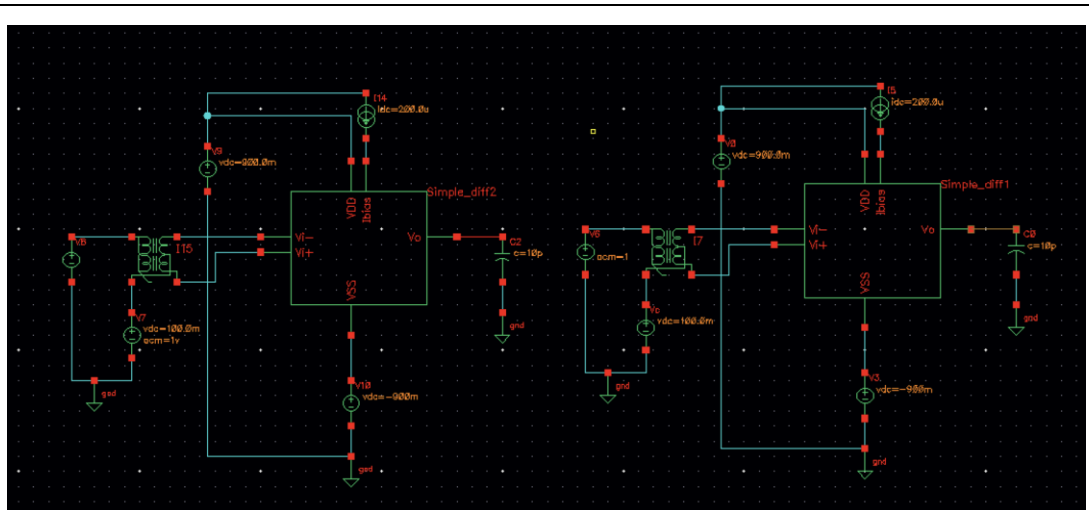 I14
idc=200.0u
V9
vdc=900.0m
Simple_diff2
VDD
Ibias
V8
I15
Vi-
Vi+
Vo
C2
c=10p
VSS
V7
vdc=100.0m
acm=1v
gnd
gnd
V10
vdc=-900m
gnd
I5
idc=200.0u
V0
vdc=900.0m
Simple_diff1
VDD
Ibias
V6
acm=1
I7
Vi-
Vi+
Vo
C0
c=10p
VSS
vdc=100.0m
gnd
gnd
V3
vdc=-900m
gnd